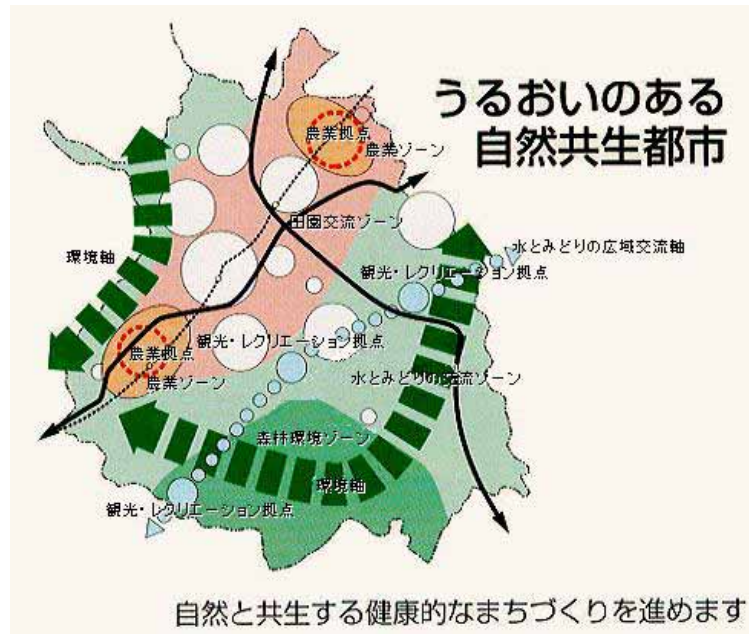 うるおいのある
自然共生都市
農業拠点
農業ゾーン
田園交流ゾーン
水とみどりの広域交流軸
環境軸
観光・レクリエーション拠点
観光・レクリエーション拠点
農業拠点
農業ゾーン
水とみどりの交流ゾーン
森林環境ゾーン
環境軸
観光・レクリエーション拠点
自然と共生する健康的なまちづくりを進めます